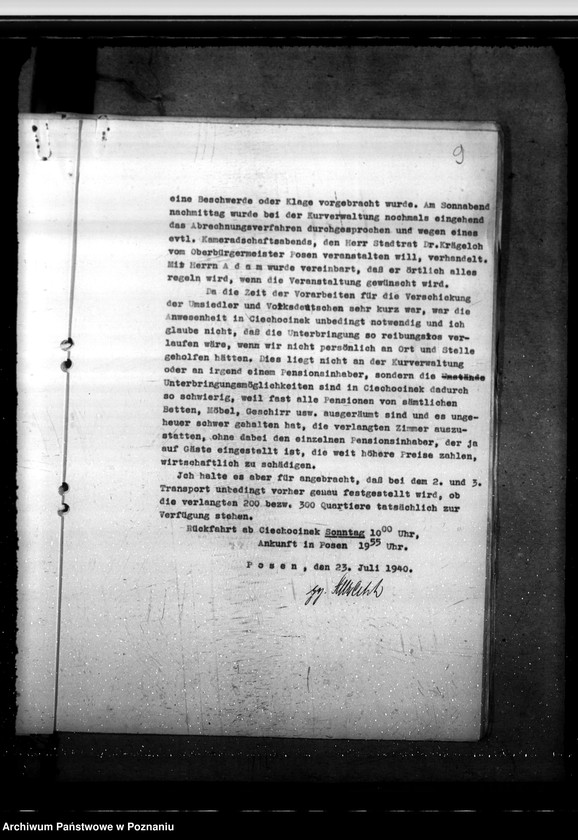 9
eine Beschwerde oder Klage vorgebracht wurde. Am Sonnabend
nachmittag wurde bei der Kurverwaltung nochmals eingehend
das Abrechnungsverfahren durchgesprochen und wegen eines
evtl. Kameradschaftsabends, den Herr Stadtrat Dr.Krägeloh
vom Oberbürgermeister Posen veranstalten will, verhandelt.
Mit Herrn A d a m wurde vereinbart, daß er örtlich alles
regeln wird, wenn die Veranstaltung gewünscht wird.
Da die Zeit der Vorarbeiten für die Verschickung
der Umsiedler und Volksdeutschen sehr kurz war, war die
Anwesenheit in Ciechocinek unbedingt notwendig und ich
glaube nicht, daß die Unterbringung so reibungslos ver-
laufen wäre, wenn wir nicht persönlich an Ort und Stelle
geholfen hätten. Dies liegt nicht an der Kurverwaltung
oder an irgend einem Pensionsinhaber, sondern die Umstände
Unterbringungsmöglichkeiten sind in Ciechocinek dadurch
so schwierig, weil fast alle Pensionen von sämtlichen
Betten, Möbel, Geschirr usw. ausgeräumt sind und es unge-
heuer schwer gehalten hat, die verlangten Zimmer auszu-
statten, ohne dabei den einzelnen Pensionsinhaber, der ja
auf Gäste eingestellt ist, die weit höhere Preise zahlen,
wirtschaftlich zu schädigen.
Ich halte es aber für angebracht, daß bei dem 2. und 3.
Transport unbedingt vorher genau festgestellt wird, ob
die verlangten 200 bezw. 300 Quartiere tatsächlich zur
Verfügung stehen.
Rückfahrt ab Ciechocinek Sonntag 10⁰⁰ Uhr,
Ankunft in Posen 19⁵⁵ Uhr.
P o s e n , den 23. Juli 1940.
gez.
Archiwum Państwowe w Poznaniu